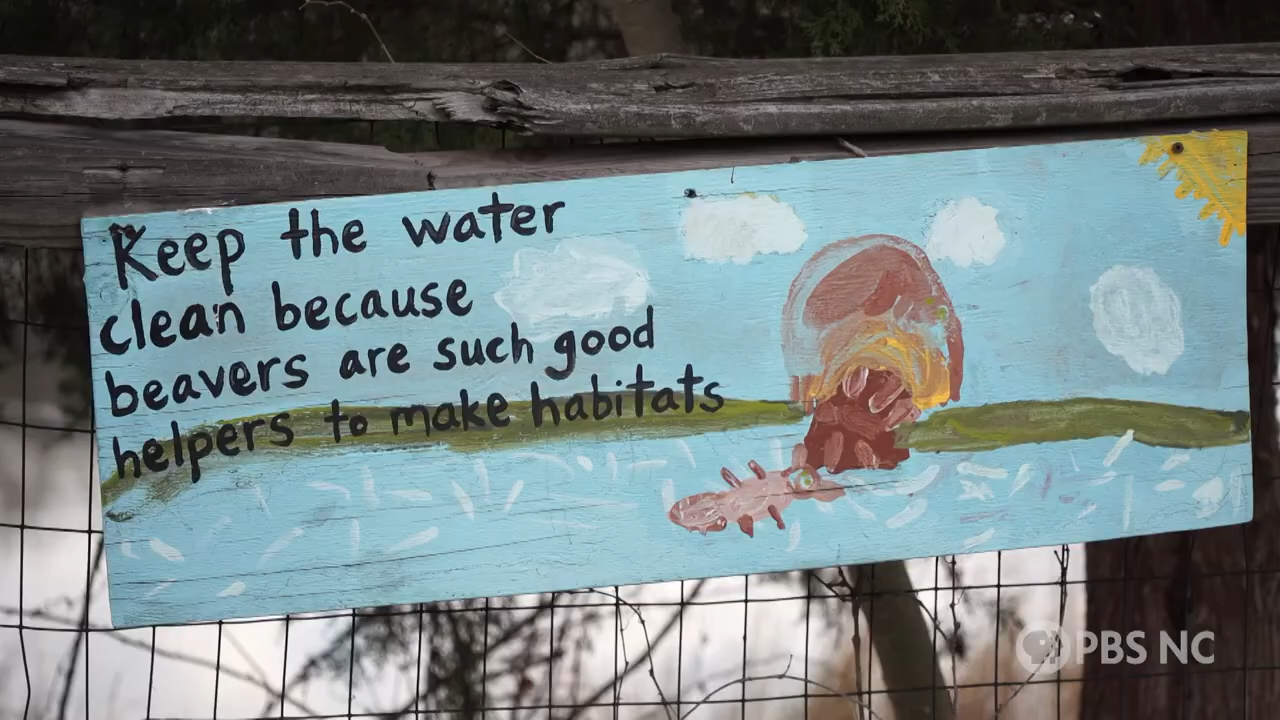 Keep the water
clean because
beavers are such good
helpers to make habitats
PBS NC